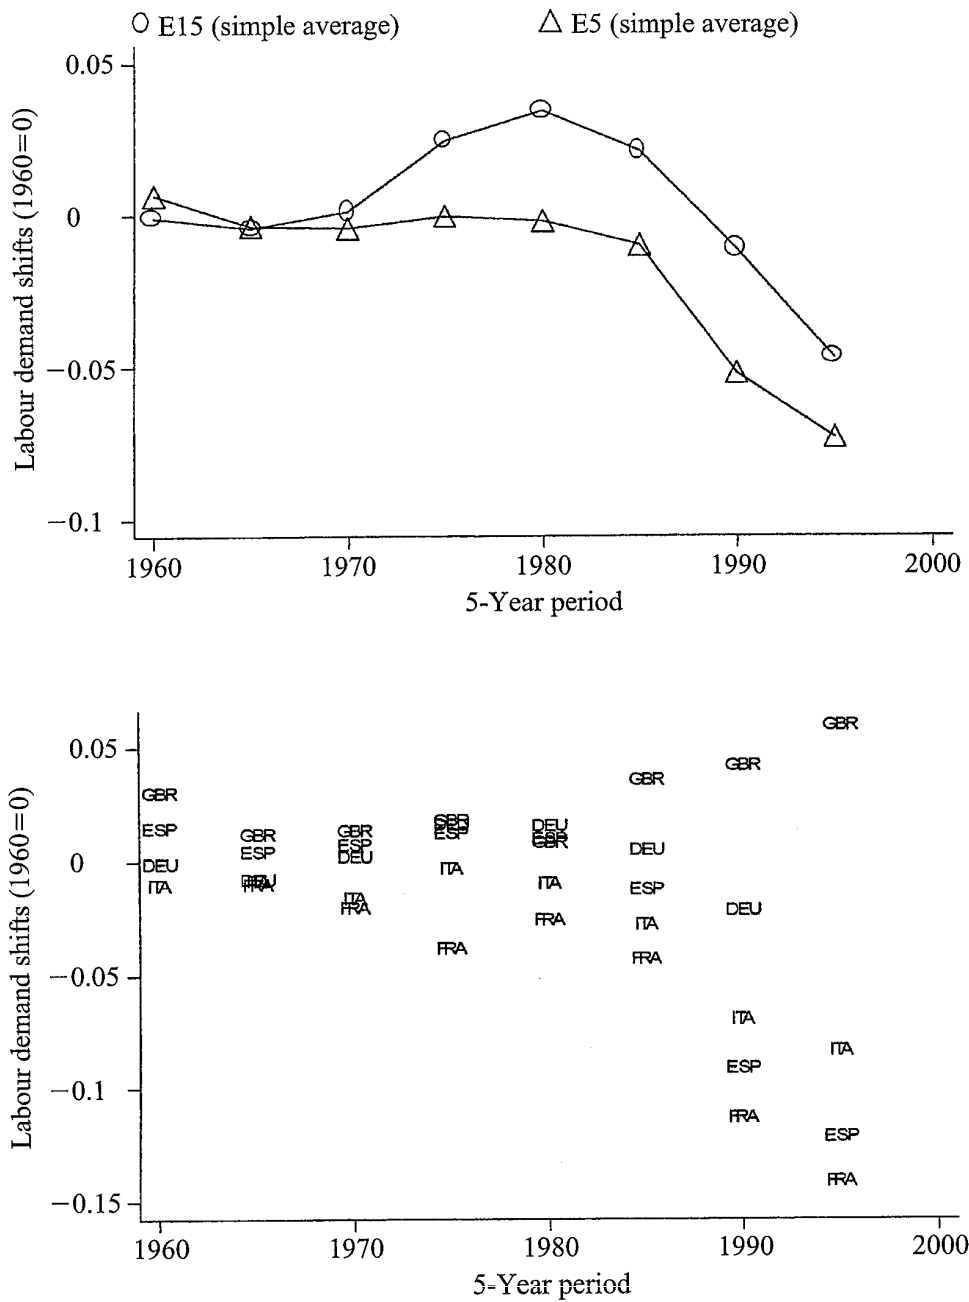 E15 (simple average) E5 (simple average)
0.05
0
−0.05
−0.1
Labour demand shifts (1960=0)
1960 1970 1980 1990 2000
5-Year period
GBR
0.05
GBR
GBR
GBR
ESP GBR GBR GBR DEU
DEU
ESP ESP ESP ESP GBR DEU
0
DEU DEU ITA
ITA DEU FRA ITA ITA ESP
FRA FRA ITA DEU
FRA FRA
−0.05
ITA
ITA
ESP
−0.1
FRA
ESP
FRA
−0.15
Labour demand shifts (1960=0)
1960 1970 1980 1990 2000
5-Year period